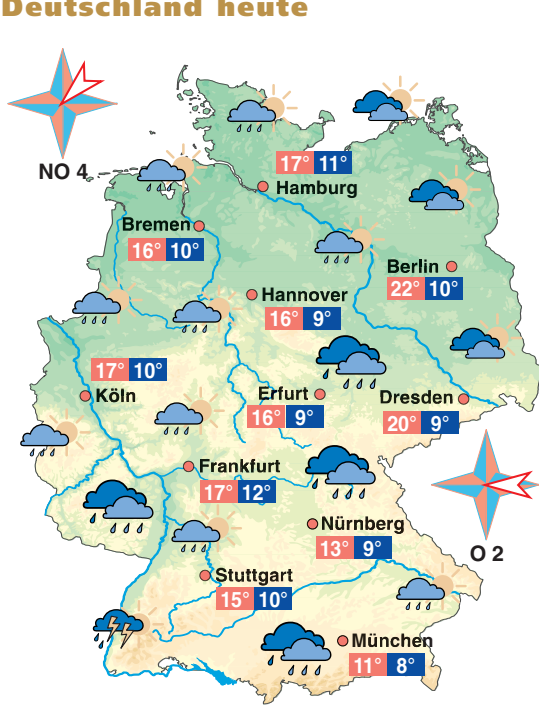 Deutschland heute
NO 4
17° 11°
Hamburg
Bremen
16° 10°
Berlin
22° 10°
Hannover
16° 9°
17° 10°
Köln
Erfurt
16° 9°
Dresden
20° 9°
Frankfurt
17° 12°
Nürnberg
13° 9°
O 2
Stuttgart
15° 10°
München
11° 8°